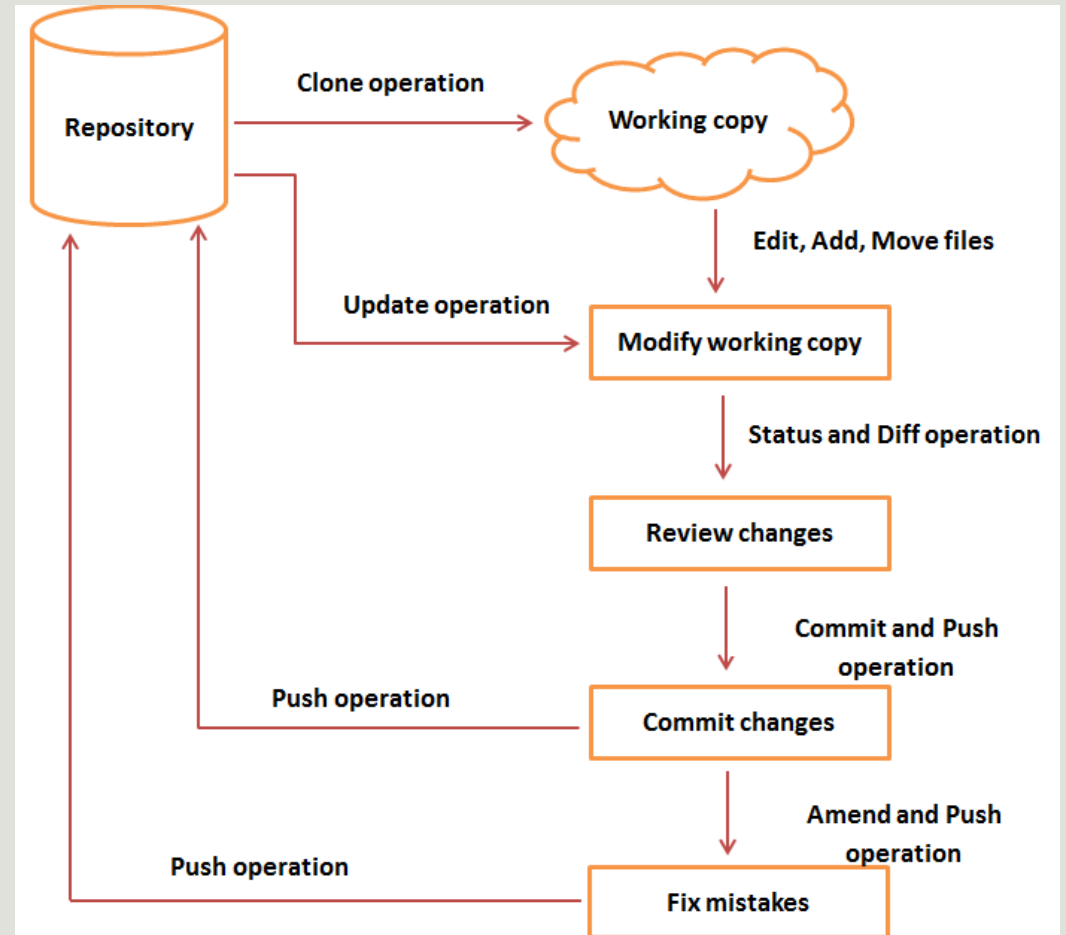 Clone operation
Repository
Working copy
Edit, Add, Move files
Update operation
Modify working copy
Status and Diff operation
Review changes
Commit and Push
operation
Push operation
Commit changes
Amend and Push
operation
Push operation
Fix mistakes